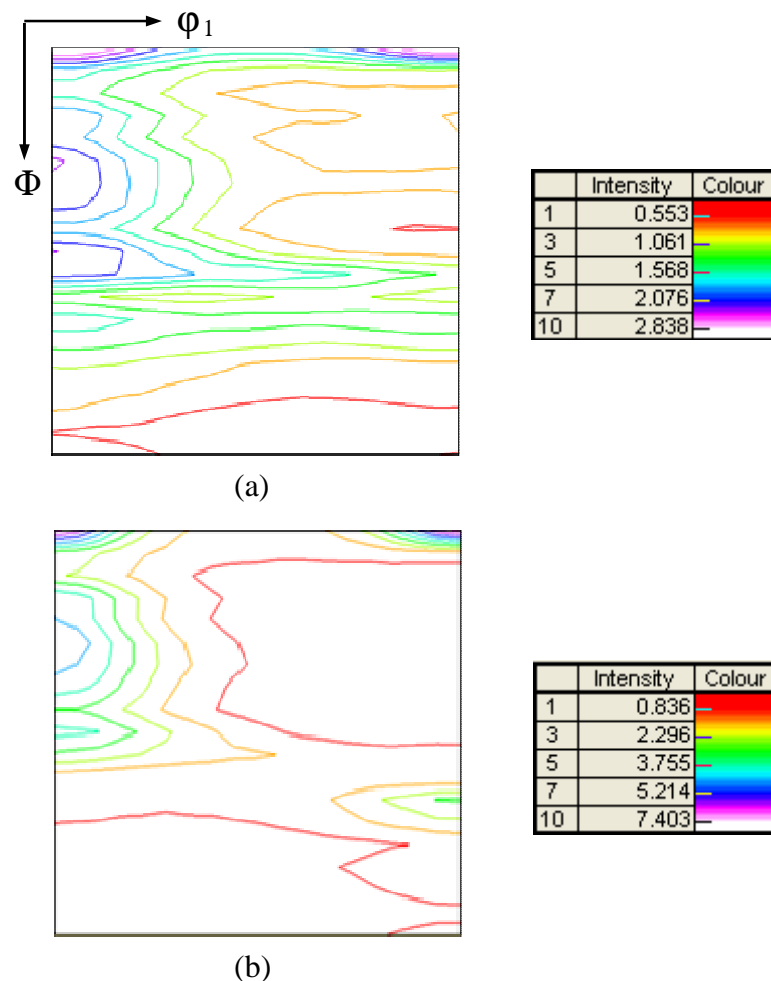 φ₁
Φ
Intensity Colour
1 0.553
3 1.061
5 1.568
7 2.076
10 2.838
(a)
Intensity Colour
1 0.836
3 2.296
5 3.755
7 5.214
10 7.403
(b)